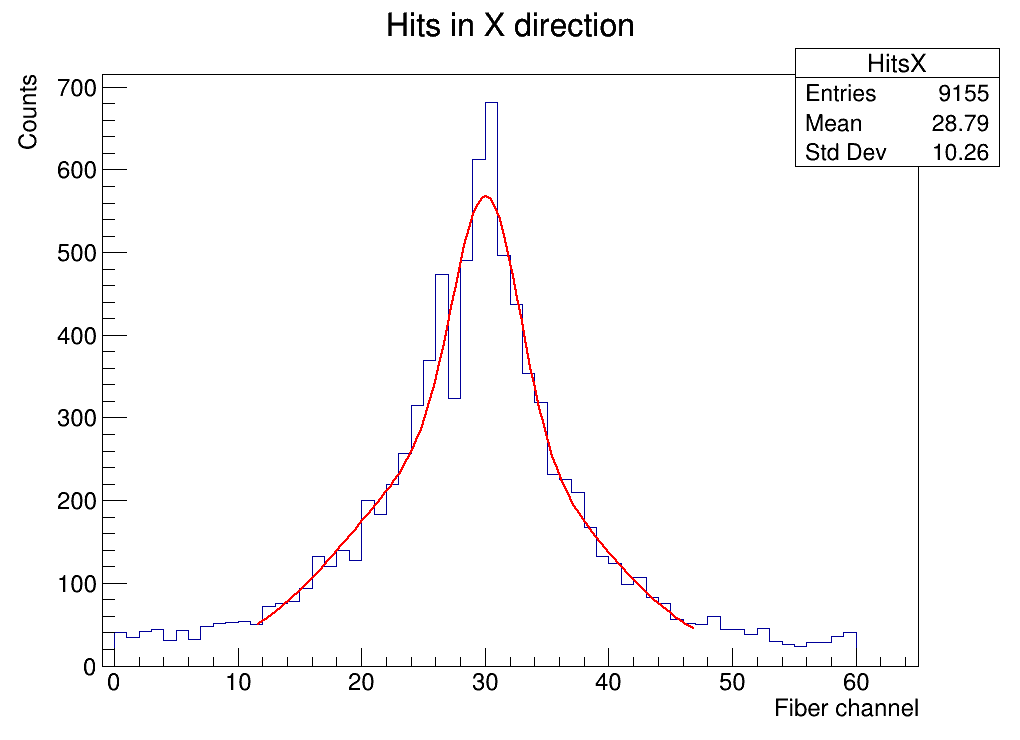 Hits in X direction
HitsX
Entries 9155
Mean 28.79
Std Dev 10.26
Counts
700
600
500
400
300
200
100
0
0 10 20 30 40 50 60
Fiber channel